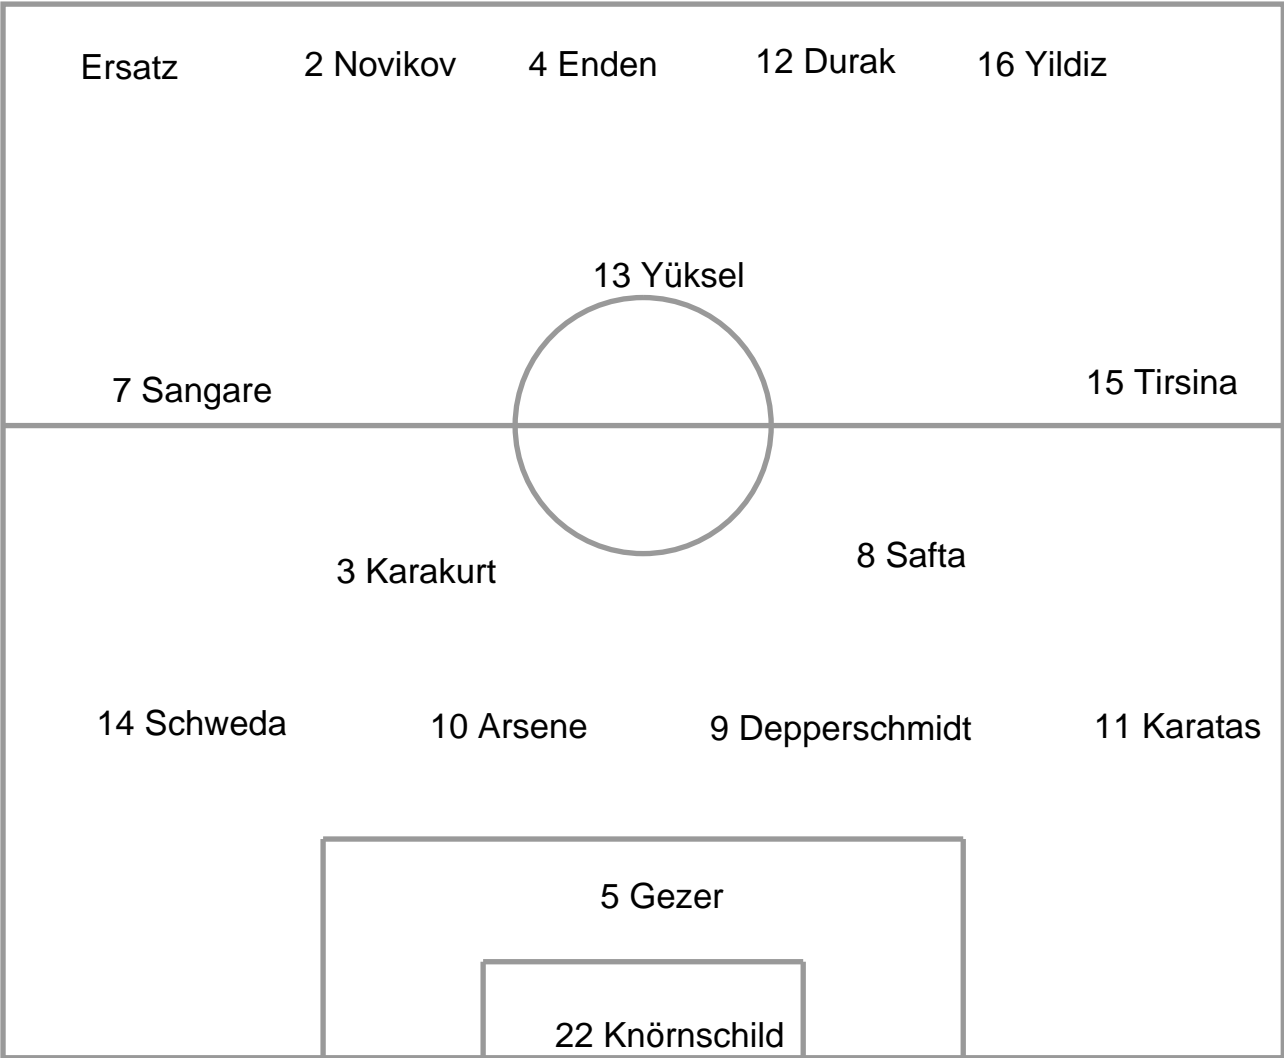 Ersatz 2 Novikov 4 Enden 12 Durak 16 Yildiz
13 Yüksel
7 Sangare 15 Tirsina
3 Karakurt 8 Safta
14 Schweda 10 Arsene 9 Depperschmidt 11 Karatas
5 Gezer
22 Knörnschild